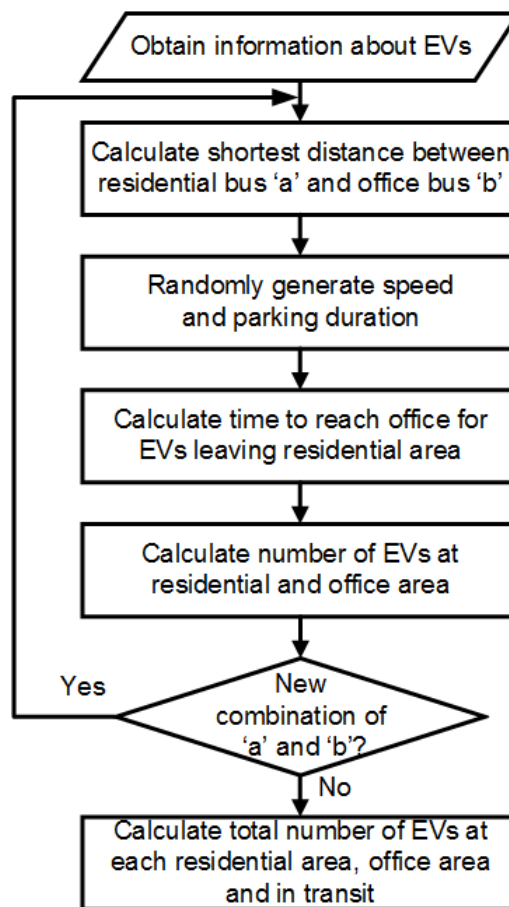 Obtain information about EVs
Calculate shortest distance between
residential bus ‘a’ and office bus ‘b’
Randomly generate speed
and parking duration
Calculate time to reach office for
EVs leaving residential area
Calculate number of EVs at
residential and office area
Yes
New
combination of
‘a’ and ‘b’?
No
Calculate total number of EVs at
each residential area, office area
and in transit